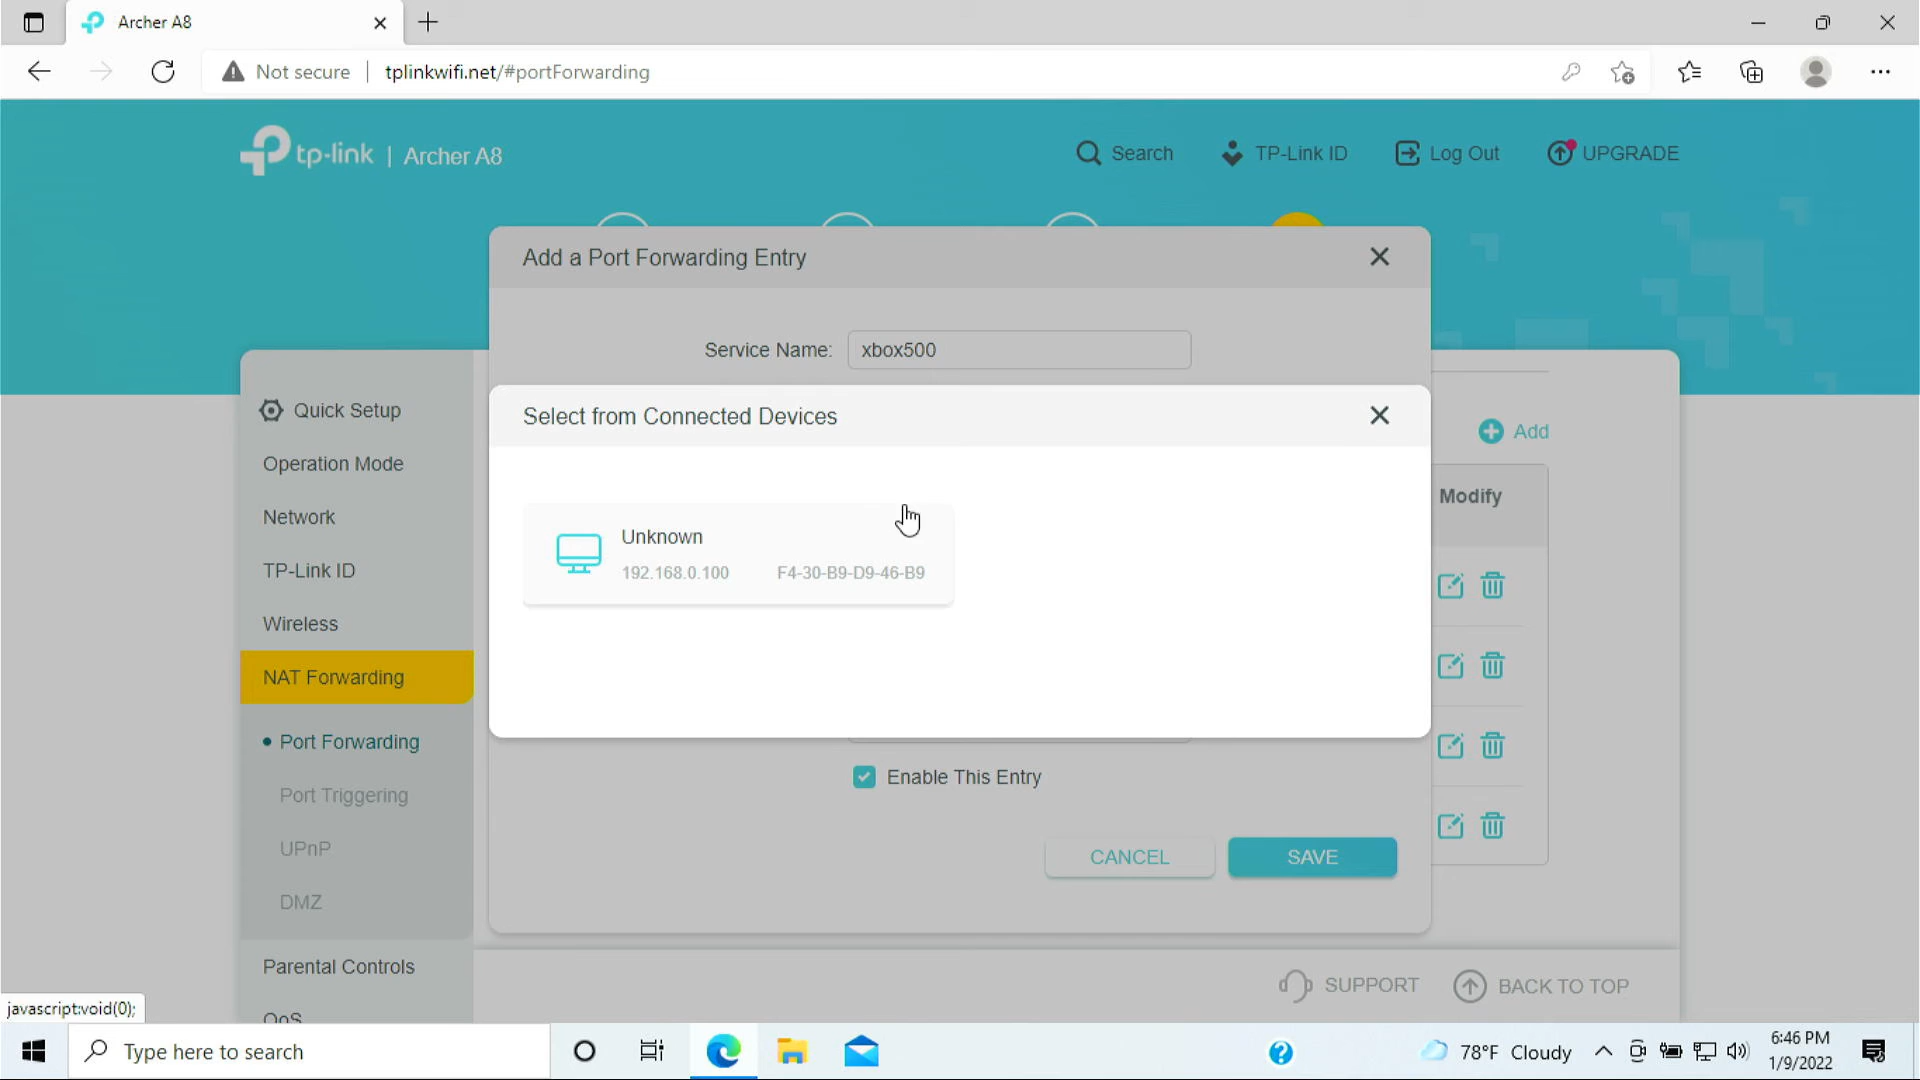 Archer A8
Not secure | tplinkwifi.net/#portForwarding
tp-link | Archer A8
Search
TP-Link ID
Log Out
UPGRADE
Add a Port Forwarding Entry
Service Name: xbox500
Quick Setup
Operation Mode
Network
TP-Link ID
Wireless
NAT Forwarding
Port Forwarding
Port Triggering
UPnP
DMZ
Parental Controls
QoS
Select from Connected Devices
Unknown
192.168.0.100 F4-30-B9-D9-46-B9
Add
Modify
Enable This Entry
CANCEL
SAVE
SUPPORT
BACK TO TOP
javascript:void(0);
Type here to search
78°F Cloudy
6:46 PM
1/9/2022